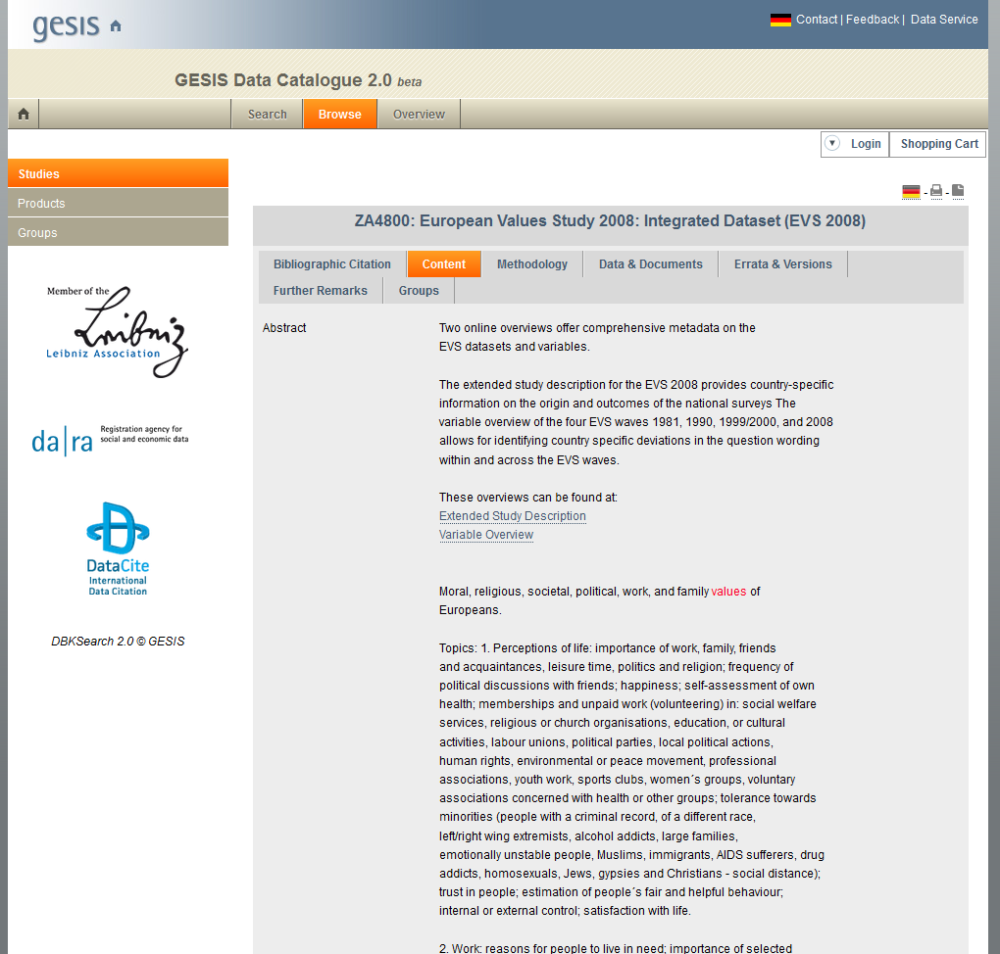 gesis
Contact | Feedback | Data Service
GESIS Data Catalogue 2.0 beta
Search
Browse
Overview
Login
Shopping Cart
Studies
Products
Groups
Member of the
Leibniz
Leibniz Association
da|ra
Registration agency for
social and economic data
DataCite
International
Data Citation
DBKSearch 2.0 © GESIS
- -
ZA4800: European Values Study 2008: Integrated Dataset (EVS 2008)
Bibliographic Citation
Content
Methodology
Data & Documents
Errata & Versions
Further Remarks
Groups
Abstract
Two online overviews offer comprehensive metadata on the
EVS datasets and variables.
The extended study description for the EVS 2008 provides country-specific
information on the origin and outcomes of the national surveys The
variable overview of the four EVS waves 1981, 1990, 1999/2000, and 2008
allows for identifying country specific deviations in the question wording
within and across the EVS waves.
These overviews can be found at:
Extended Study Description
Variable Overview
Moral, religious, societal, political, work, and family values of
Europeans.
Topics: 1. Perceptions of life: importance of work, family, friends
and acquaintances, leisure time, politics and religion; frequency of
political discussions with friends; happiness; self-assessment of own
health; memberships and unpaid work (volunteering) in: social welfare
services, religious or church organisations, education, or cultural
activities, labour unions, political parties, local political actions,
human rights, environmental or peace movement, professional
associations, youth work, sports clubs, women´s groups, voluntary
associations concerned with health or other groups; tolerance towards
minorities (people with a criminal record, of a different race,
left/right wing extremists, alcohol addicts, large families,
emotionally unstable people, Muslims, immigrants, AIDS sufferers, drug
addicts, homosexuals, Jews, gypsies and Christians - social distance);
trust in people; estimation of people´s fair and helpful behaviour;
internal or external control; satisfaction with life.
2. Work: reasons for people to live in need; importance of selected